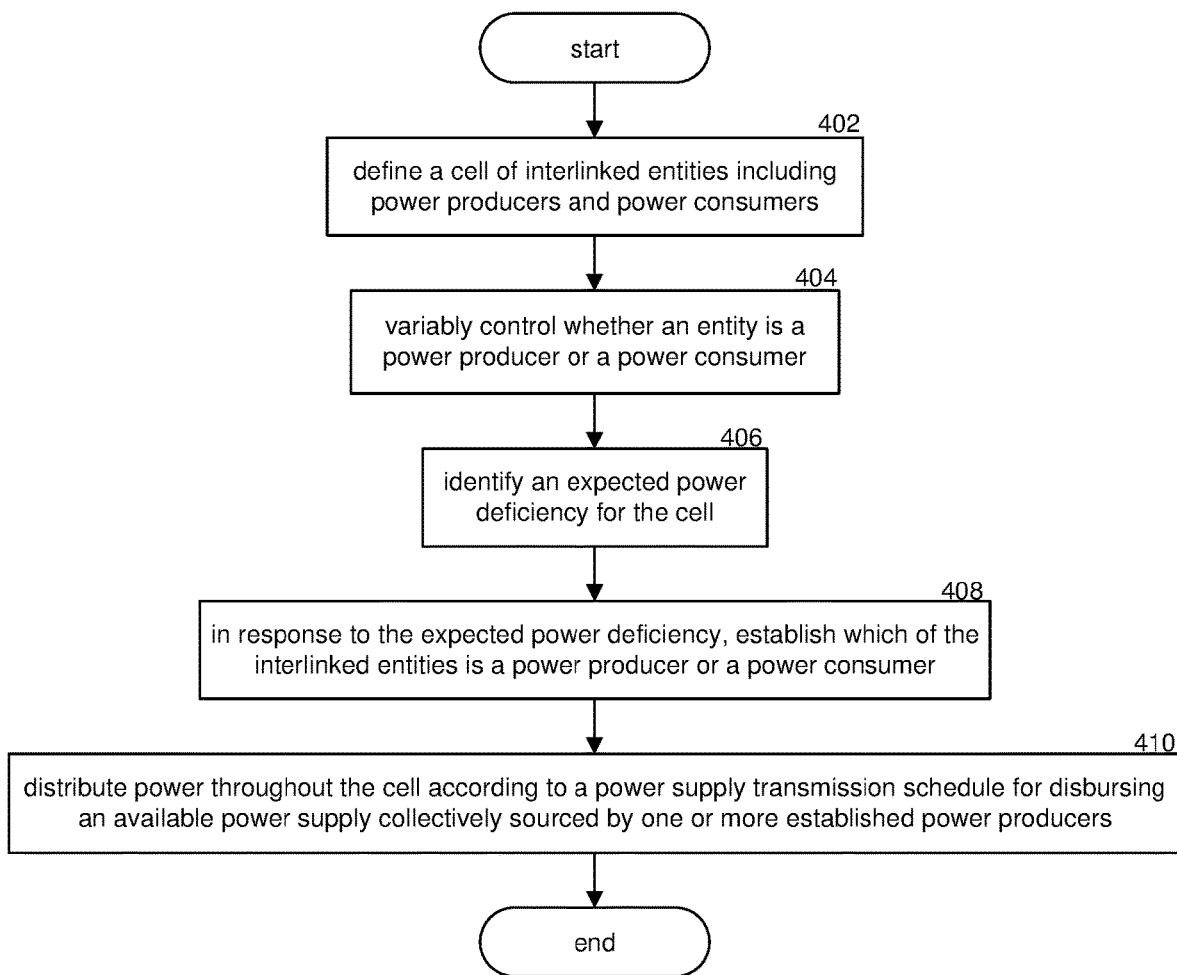 start
402
define a cell of interlinked entities including
power producers and power consumers
404
variably control whether an entity is a
power producer or a power consumer
406
identify an expected power
deficiency for the cell
408
in response to the expected power deficiency, establish which of the
interlinked entities is a power producer or a power consumer
410
distribute power throughout the cell according to a power supply transmission schedule for disbursing
an available power supply collectively sourced by one or more established power producers
end